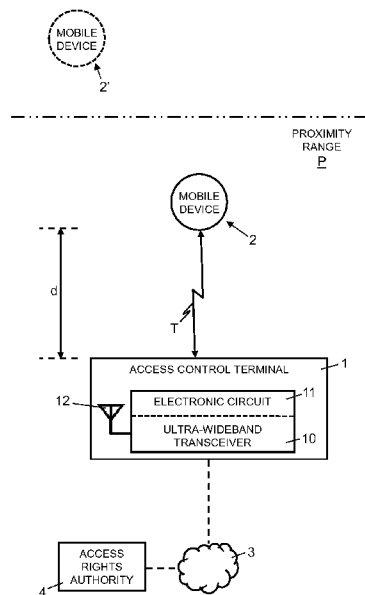 MOBILE
DEVICE
2'
PROXIMITY
RANGE
P
MOBILE
DEVICE
2
d
T
ACCESS CONTROL TERMINAL
1
12
ELECTRONIC CIRCUIT
11
ULTRA-WIDEBAND
TRANSCEIVER
10
3
ACCESS
RIGHTS
AUTHORITY
4